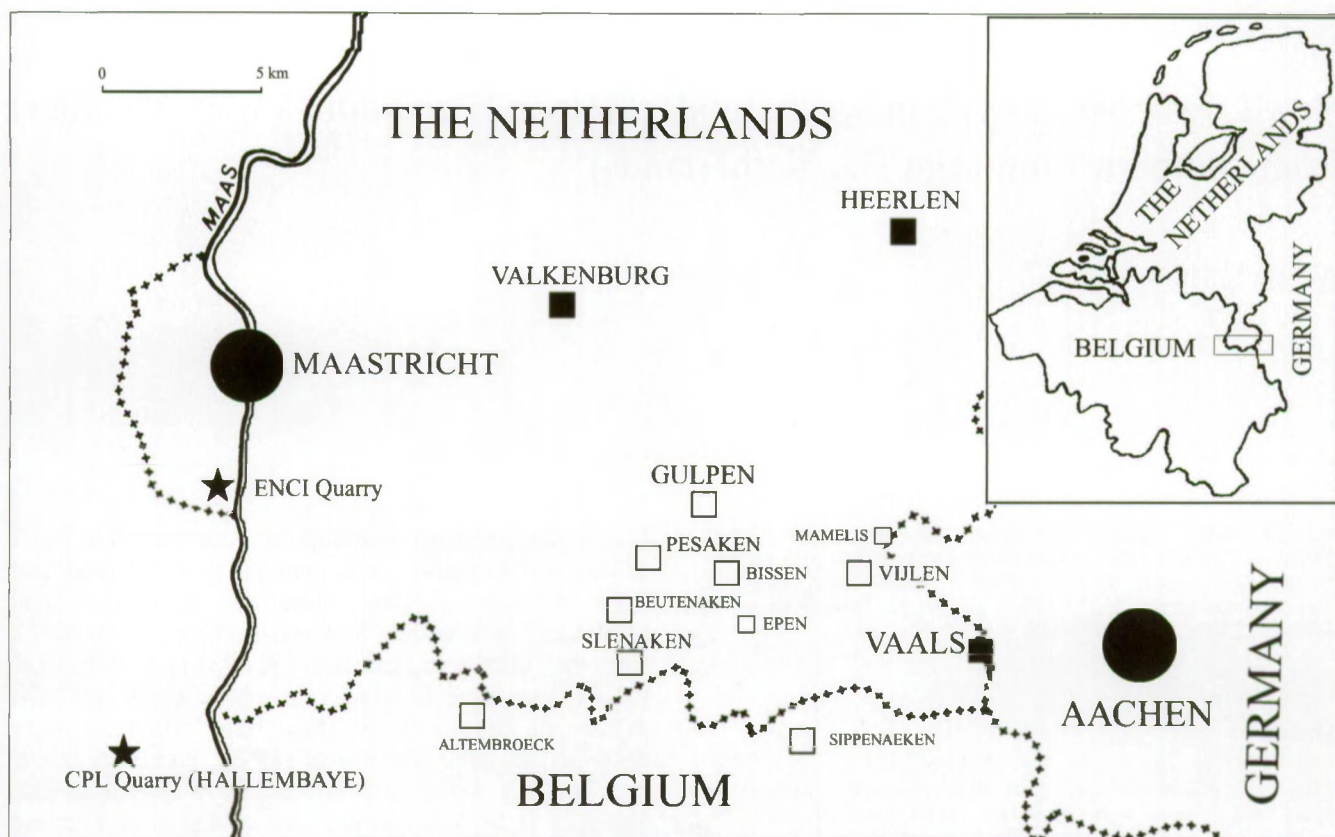 0
5 km
THE NETHERLANDS
MAAS
HEERLEN
VALKENBURG
MAASTRICHT
ENCI Quarry
GULPEN
MAMELIS
PESAKEN
BISSEN
VIJLEN
BEUTENAKEN
EPEN
SLENAKEN
VAALS
AACHEN
ALTEMBROECK
SIPPENAEKEN
CPL Quarry (HALLEMBAYE)
BELGIUM
GERMANY
THE
NETHERLANDS
BELGIUM
GERMANY